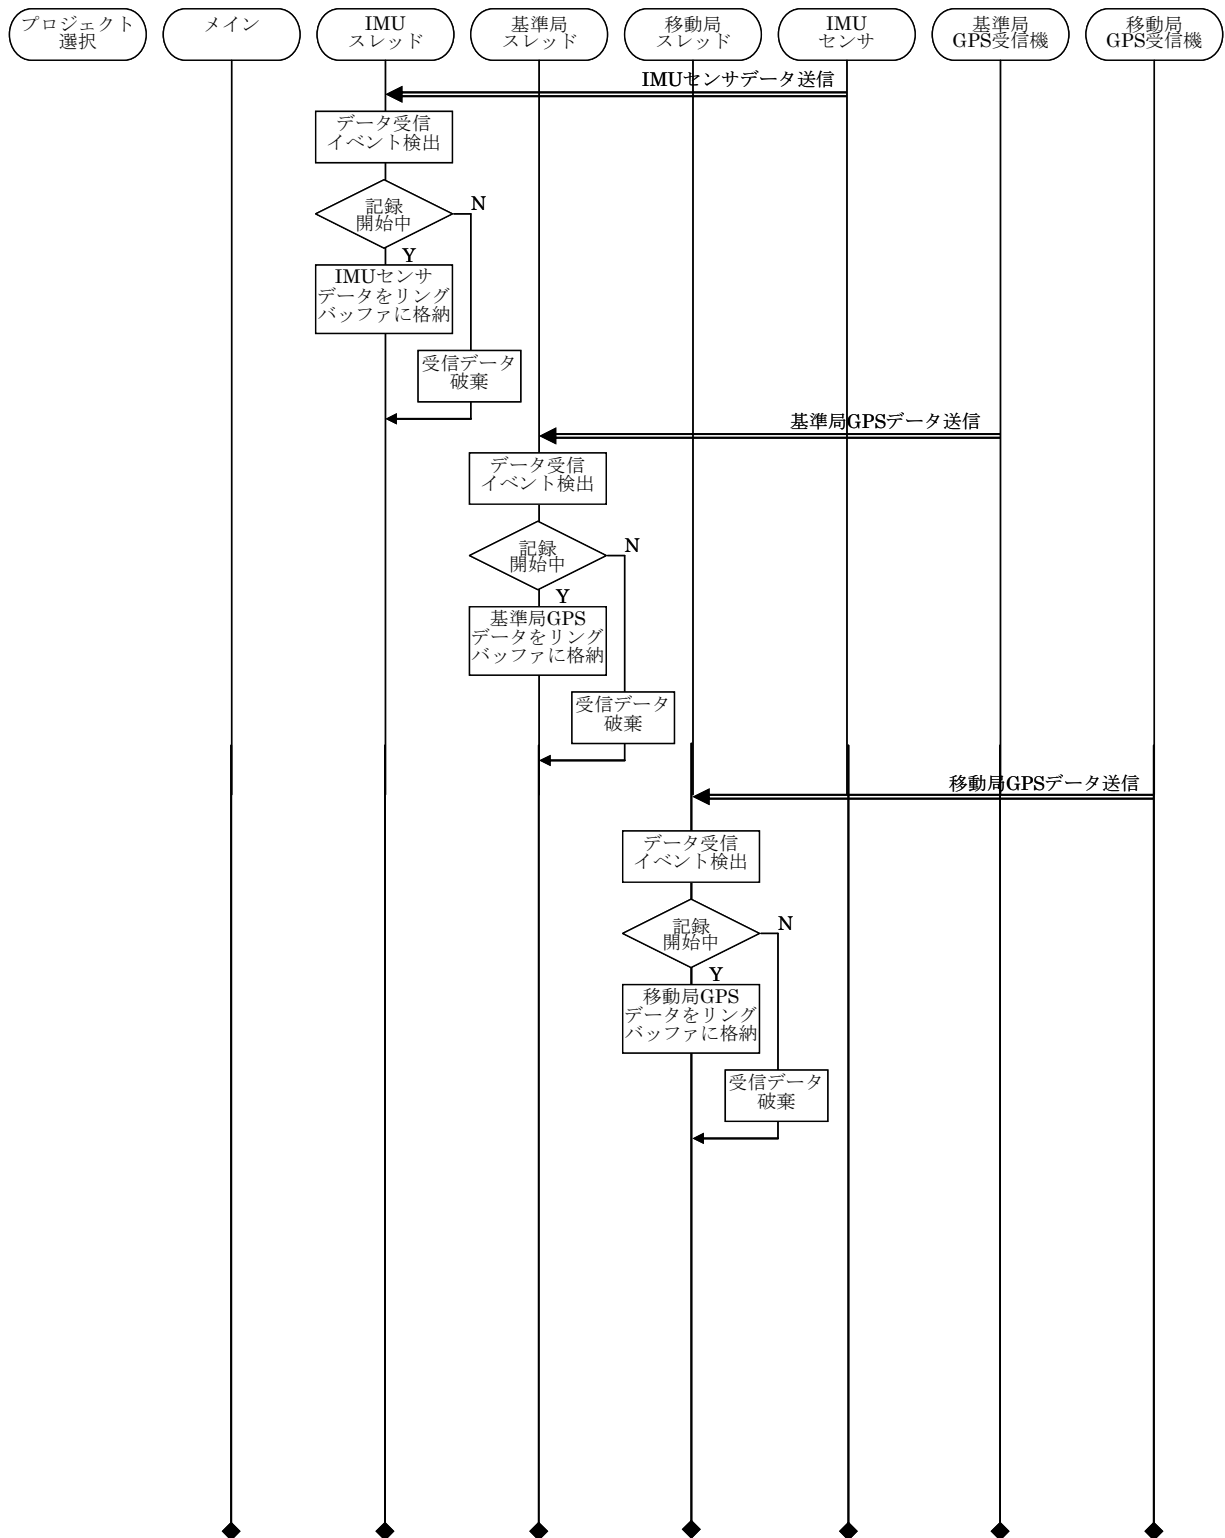 プロジェクト
選択
メイン
IMU
スレッド
基準局
スレッド
移動局
スレッド
IMU
センサ
基準局
GPS受信機
移動局
GPS受信機
IMUセンサデータ送信
データ受信
イベント検出
記録
開始中
N
Y
IMUセンサ
データをリング
バッファに格納
受信データ
破棄
基準局GPSデータ送信
データ受信
イベント検出
記録
開始中
N
Y
基準局GPS
データをリング
バッファに格納
受信データ
破棄
移動局GPSデータ送信
データ受信
イベント検出
記録
開始中
N
Y
移動局GPS
データをリング
バッファに格納
受信データ
破棄